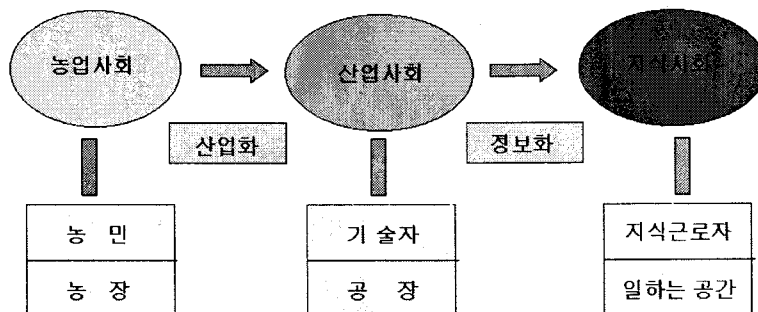 농업사회
산업사회
지식사회
산업화
정보화
농 민
기 술자
지식근로자
농 장
공 장
일하는 공간